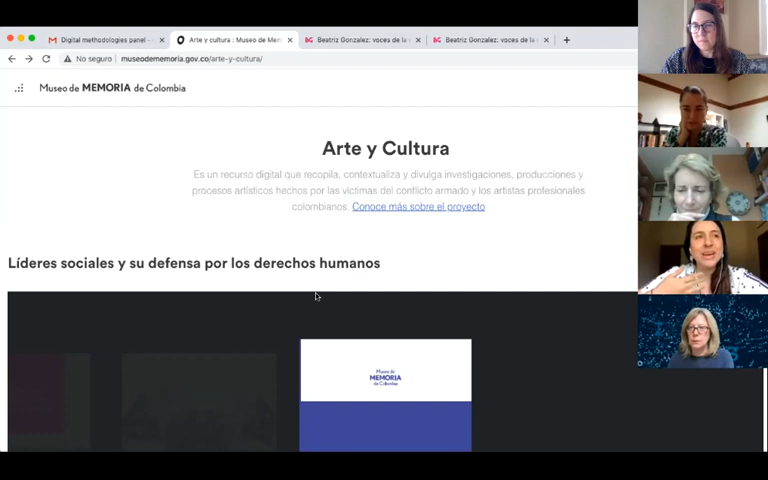 Digital methodologies panel -
Arte y cultura : Museo de Mem
Beatriz Gonzalez: voces de la
Beatriz Gonzalez: voces de la
No seguro
museodememoria.gov.co/arte-y-cultura/
Museo de MEMORIA de Colombia
Arte y Cultura
Es un recurso digital que recopila, contextualiza y divulga investigaciones, producciones y
procesos artísticos hechos por las víctimas del conflicto armado y los artistas profesionales
colombianos. Conoce más sobre el proyecto
Líderes sociales y su defensa por los derechos humanos
Museo de
MEMORIA
de Colombia